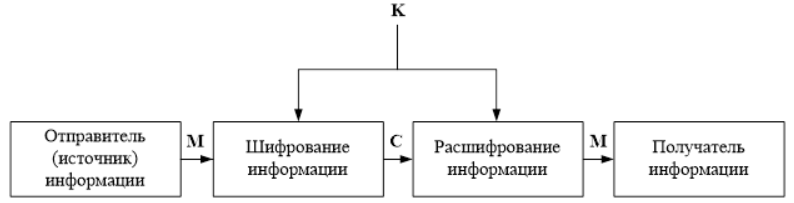 K
Отправитель
(источник)
информации
M
Шифрование
информации
C
Расшифрование
информации
M
Получатель
информации